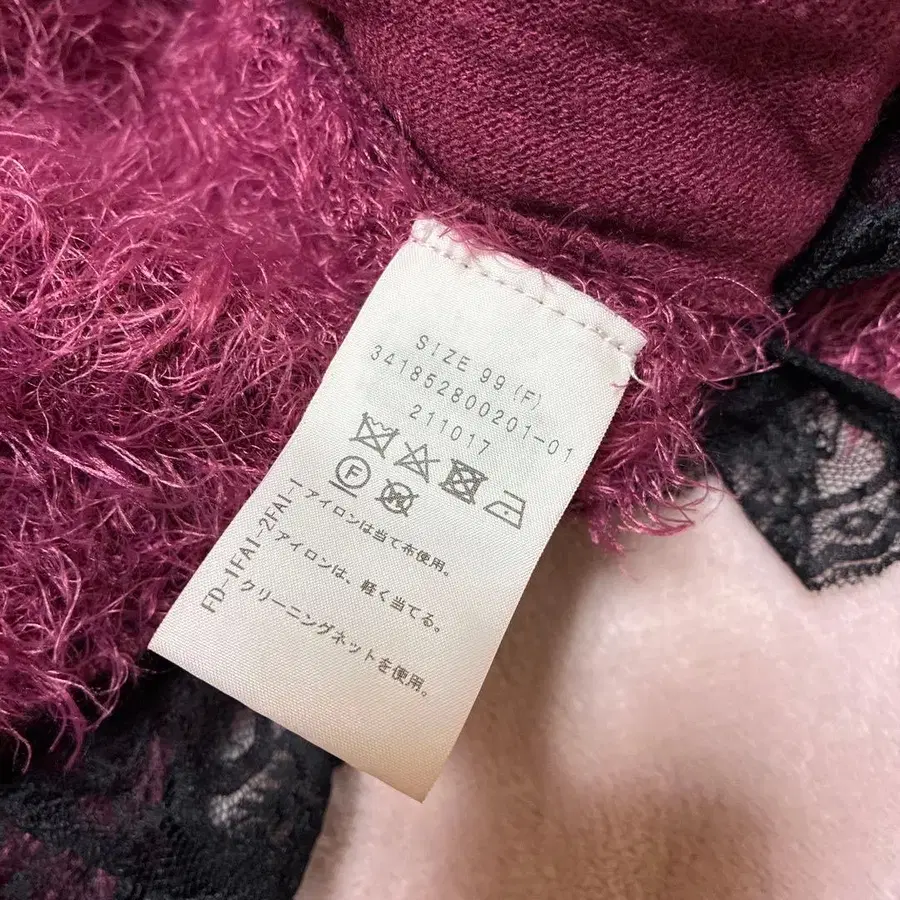 SIZE 99(F)
341852800201-01
211017
F W
アイロンは当て布使用。
アイロンは、軽く当てる。
クリーニングネットを使用。
FD-1FA1-2FA1-1